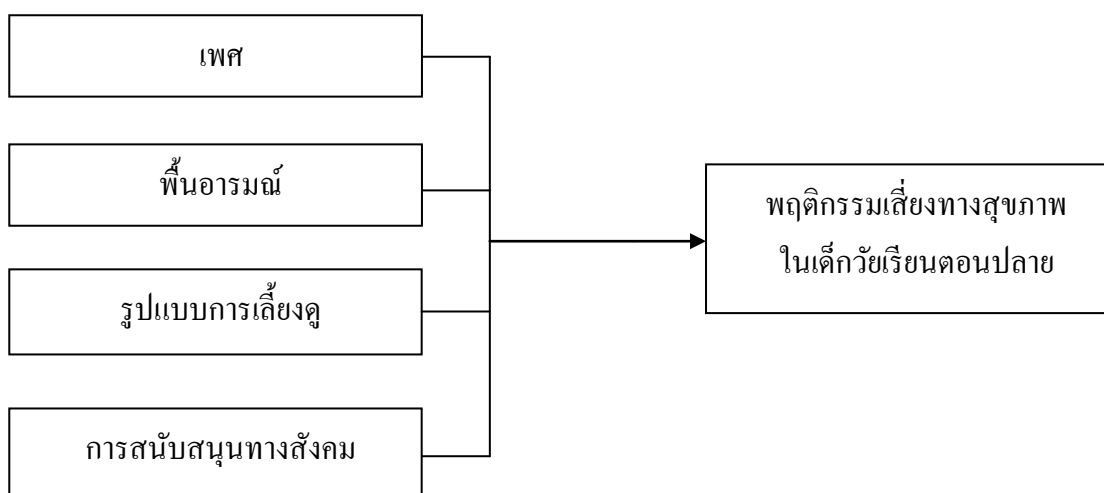 เพศ
พื้นอารมณ์
รูปแบบการเลี้ยงดู
การสนับสนุนทางสังคม
พฤติกรรมเสี่ยงทางสุขภาพ
ในเด็กวัยเรียนตอนปลาย